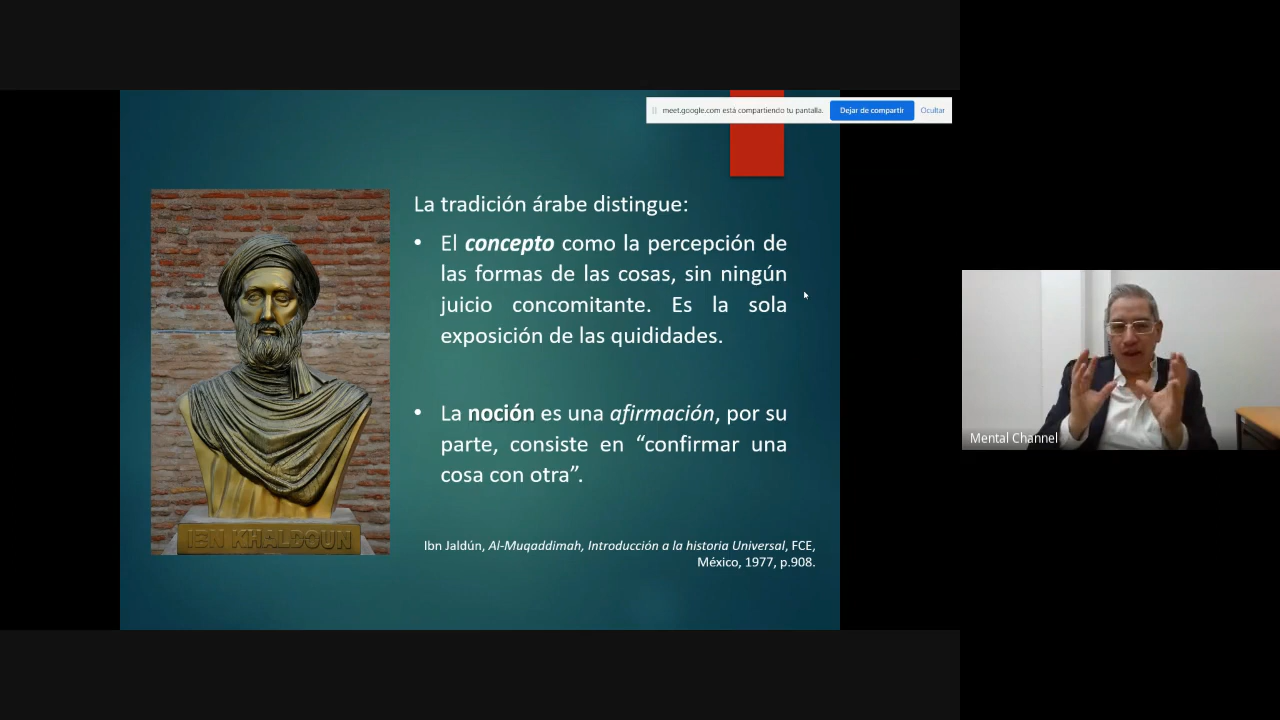 meet.google.com está compartiendo tu pantalla.
Dejar de compartir
Ocultar
La tradición árabe distingue:
• El concepto como la percepción de
las formas de las cosas, sin ningún
juicio concomitante. Es la sola
exposición de las quididades.
• La noción es una afirmación, por su
parte, consiste en “confirmar una
cosa con otra”.
IBN KHALDOUN
Ibn Jaldún, Al-Muqaddimah, Introducción a la historia Universal, FCE,
México, 1977, p.908.
Mental Channel